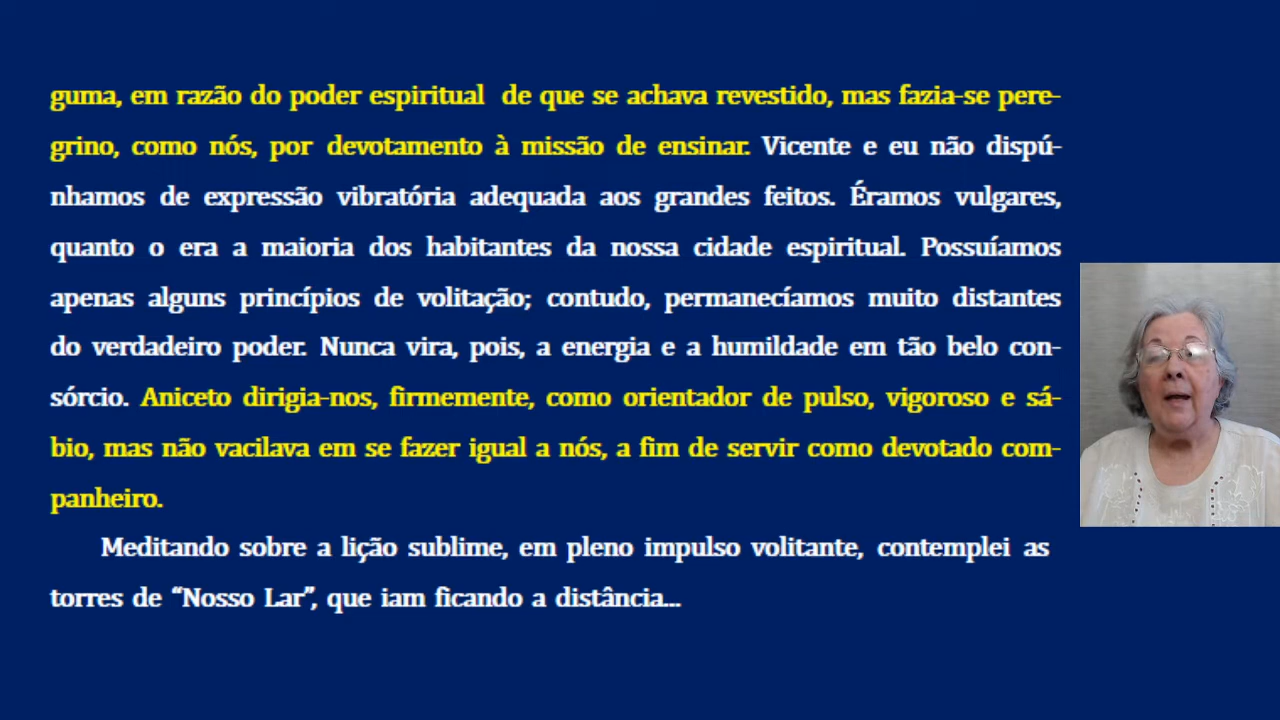 guma, em razão do poder espiritual de que se achava revestido, mas fazia-se pere-
grino, como nós, por devotamento à missão de ensinar. Vicente e eu não dispú-
nhamos de expressão vibratória adequada aos grandes feitos. Éramos vulgares,
quanto o era a maioria dos habitantes da nossa cidade espiritual. Possuíamos
apenas alguns princípios de volitação; contudo, permanecíamos muito distantes
do verdadeiro poder. Nunca vira, pois, a energia e a humildade em tão belo con-
sórcio. Aniceto dirigia-nos, firmemente, como orientador de pulso, vigoroso e sá-
bio, mas não vacilava em se fazer igual a nós, a fim de servir como devotado com-
panheiro.
Meditando sobre a lição sublime, em pleno impulso volitante, contemplei as
torres de “Nosso Lar”, que iam ficando a distância...